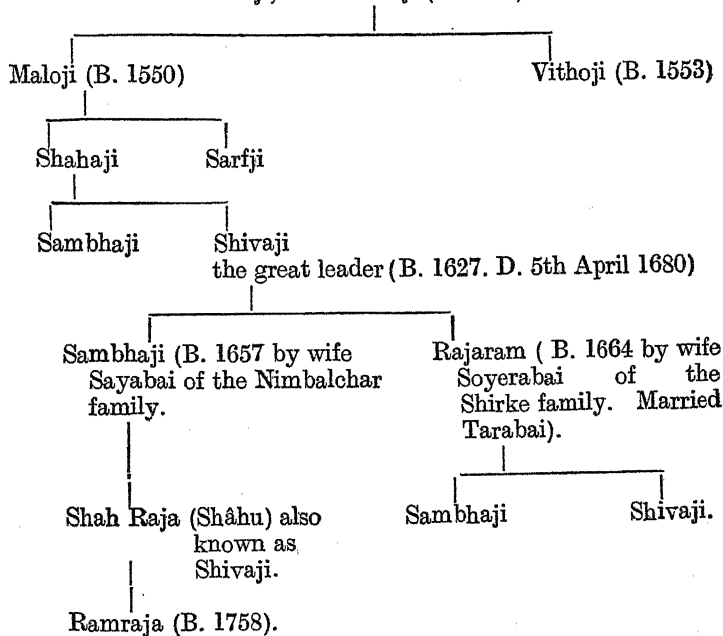 Maloji (B. 1550) Vithoji (B. 1553)
Shahaji Sarfji
Sambhaji Shivaji
the great leader (B. 1627. D. 5th April 1680)
Sambhaji (B. 1657 by wife
Sayabai of the Nimbalchar
family.
Rajaram ( B. 1664 by wife
Soyerabai of the
Shirke family. Married
Tarabai).
Shah Raja (Shâhu) also
known as
Shivaji.
Sambhaji Shivaji.
Ramraja (B. 1758).